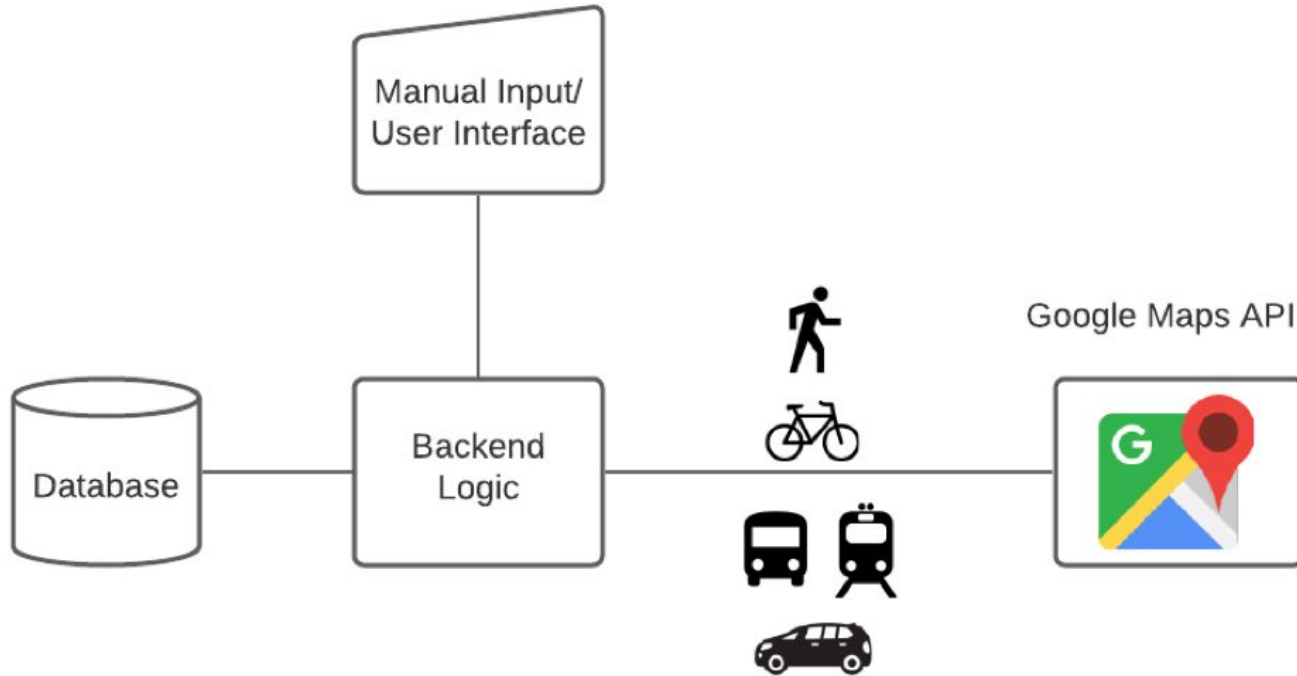 Manual Input/
User Interface
Google Maps API
Database
Backend
Logic
G